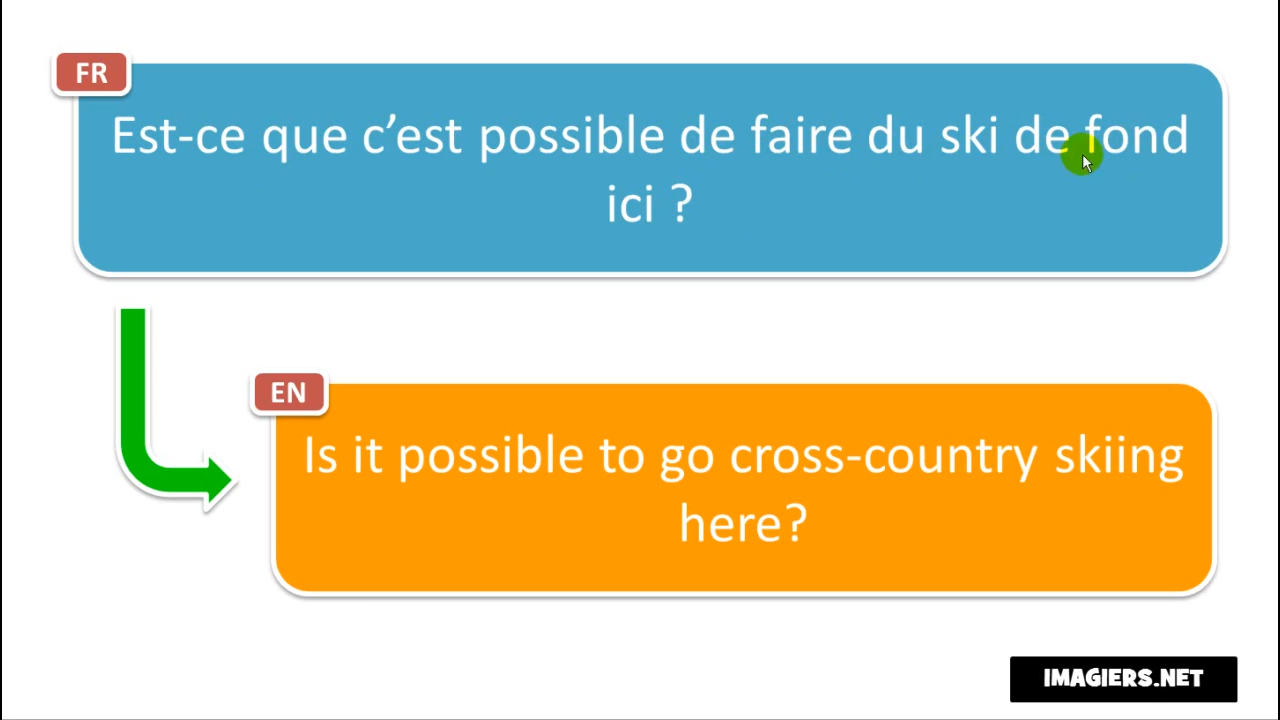 FR
Est-ce que c’est possible de faire du ski de fond
ici ?
EN
Is it possible to go cross-country skiing
here?
IMAGIERS.NET